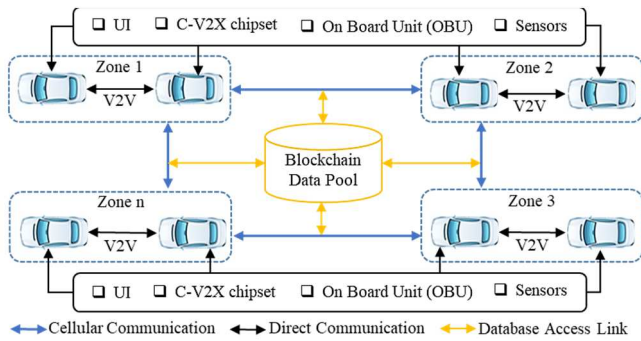 ❑ UI ❑ C-V2X chipset ❑ On Board Unit (OBU) ❑ Sensors
Zone 1
V2V
Zone 2
V2V
Blockchain
Data Pool
Zone n
V2V
Zone 3
V2V
❑ UI ❑ C-V2X chipset ❑ On Board Unit (OBU) ❑ Sensors
Cellular Communication
Direct Communication
Database Access Link